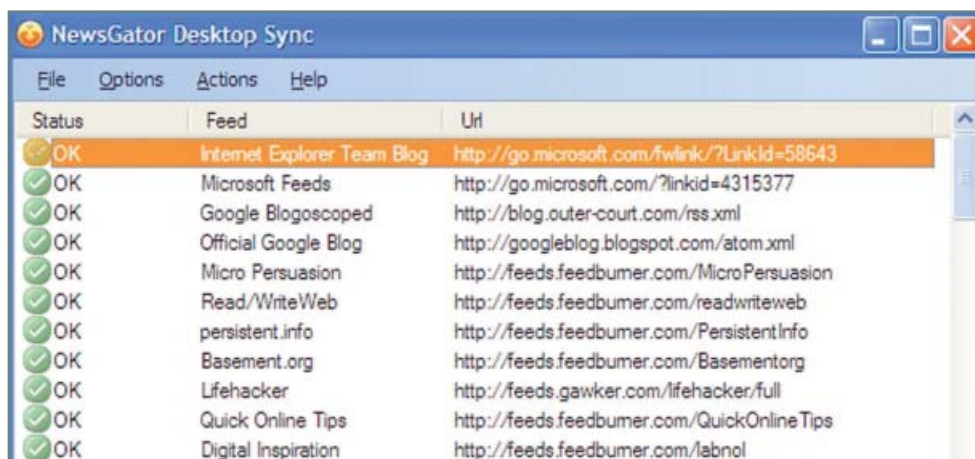 NewsGator Desktop Sync
File Options Actions Help
Status Feed Url
OK Internet Explorer Team Blog http://go.microsoft.com/fwlink/?LinkId=58643
OK Microsoft Feeds http://go.microsoft.com/?linkid=4315377
OK Google Blogoscoped http://blog.outer-court.com/rss.xml
OK Official Google Blog http://googleblog.blogspot.com/atom.xml
OK Micro Persuasion http://feeds.feedburner.com/MicroPersuasion
OK Read/WriteWeb http://feeds.feedburner.com/readwriteweb
OK persistent.info http://feeds.feedburner.com/PersistentInfo
OK Basement.org http://feeds.feedburner.com/Basementorg
OK Lifehacker http://feeds.gawker.com/lifehacker/full
OK Quick Online Tips http://feeds.feedburner.com/QuickOnlineTips
OK Digital Inspiration http://feeds.feedburner.com/labnol